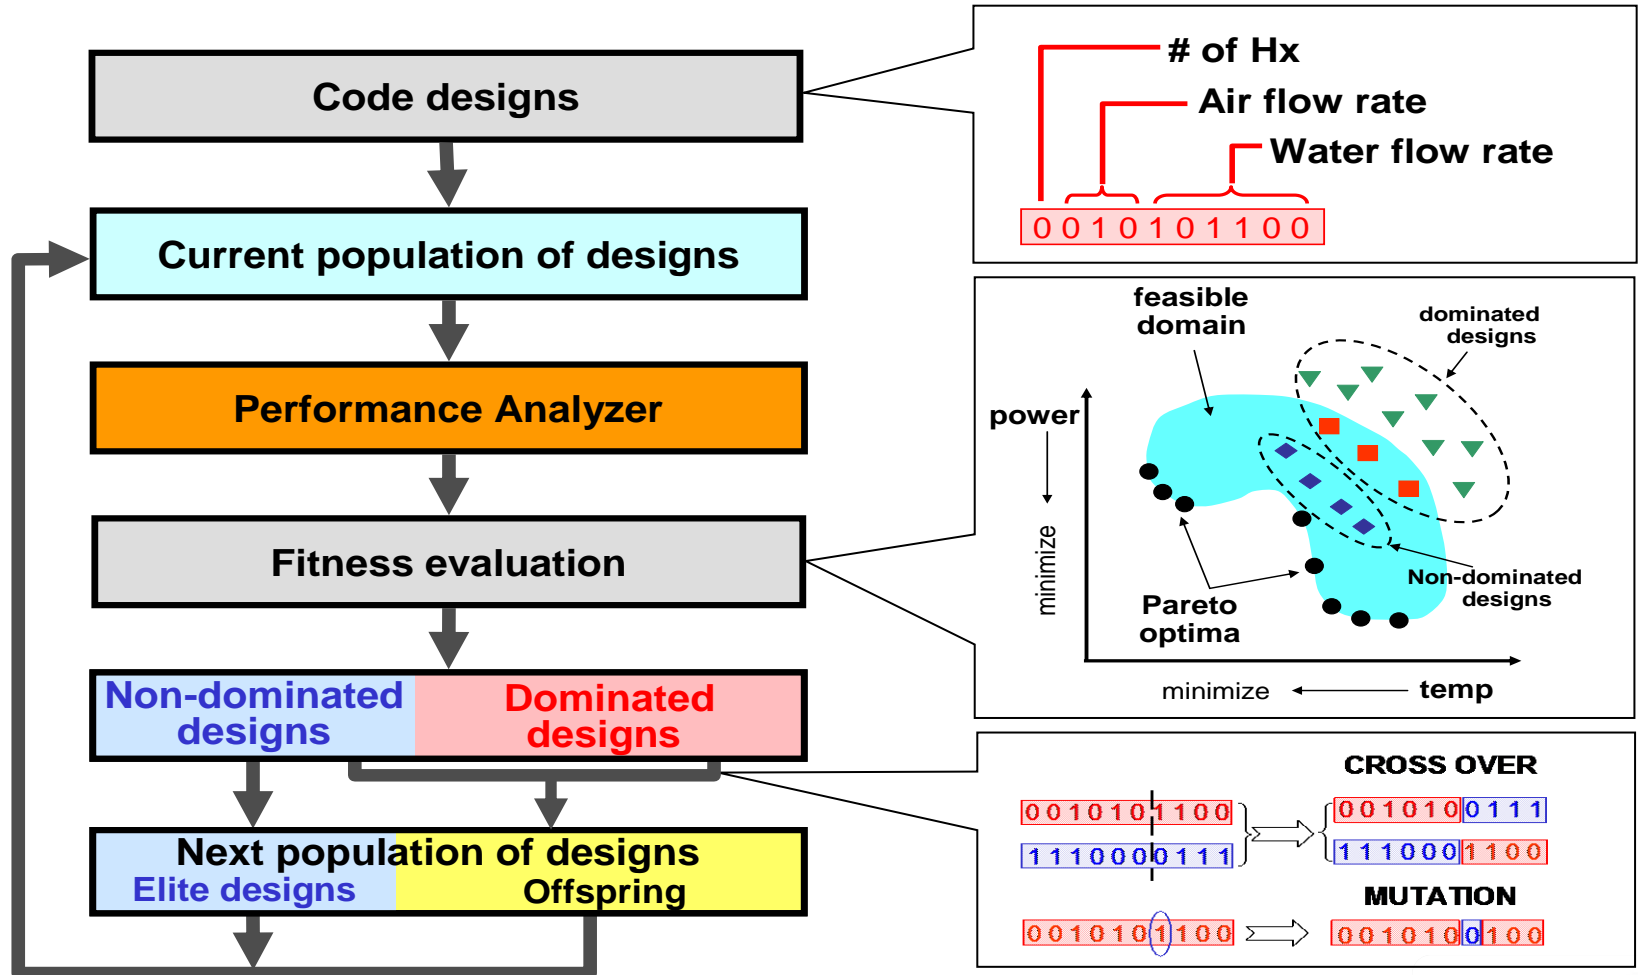 Code designs
Current population of designs
Performance Analyzer
Fitness evaluation
Non-dominated
designs
Dominated
designs
Next population of designs
Elite designs
Offspring
# of Hx
Air flow rate
Water flow rate
0 0 1 0 1 0 1 1 0 0
feasible
domain
dominated
designs
power
minimize
Pareto
optima
Non-dominated
designs
minimize
temp
CROSS OVER
0 0 1 0 1 0 1 1 0 0
1 1 1 0 0 0 0 1 1 1
0 0 1 0 1 0 0 1 1 1
1 1 1 0 0 0 1 1 0 0
MUTATION
0 0 1 0 1 0 1 1 0 0
0 0 1 0 1 0 0 1 0 0